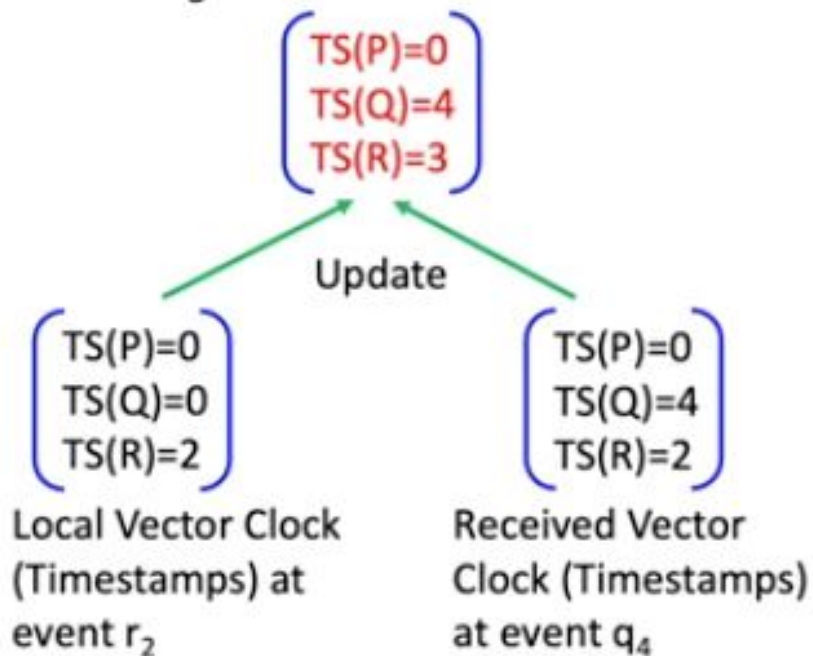 TS(P)=0
TS(Q)=4
TS(R)=3
Update
TS(P)=0
TS(Q)=0
TS(R)=2
Local Vector Clock
(Timestamps) at
event r₂
TS(P)=0
TS(Q)=4
TS(R)=2
Received Vector
Clock (Timestamps)
at event q₄